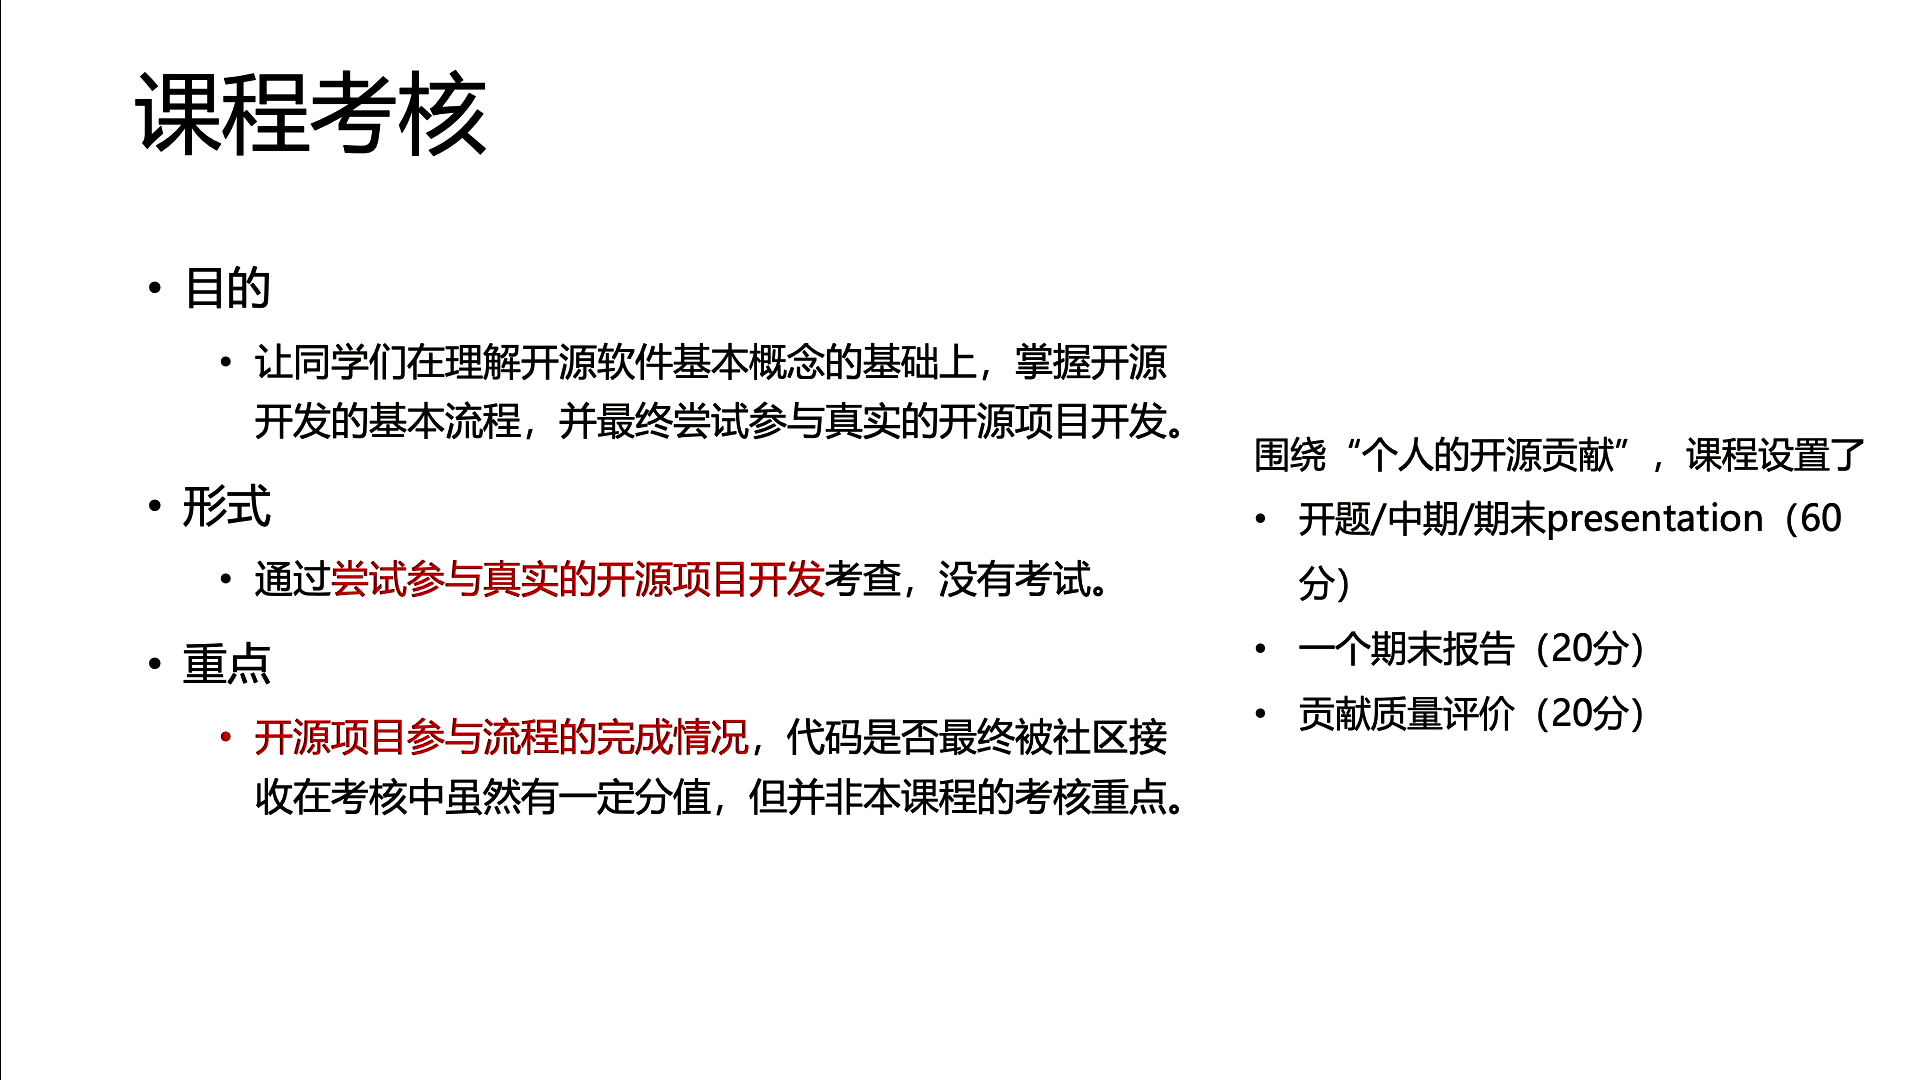 课程考核
• 目的
• 让同学们在理解开源软件基本概念的基础上，掌握开源
开发的基本流程，并最终尝试参与真实的开源项目开发。
• 形式
• 通过尝试参与真实的开源项目开发考查，没有考试。
• 重点
• 开源项目参与流程的完成情况，代码是否最终被社区接
收在考核中虽然有一定分值，但并非本课程的考核重点。
围绕“个人的开源贡献”，课程设置了
• 开题/中期/期末presentation（60
分）
• 一个期末报告（20分）
• 贡献质量评价（20分）